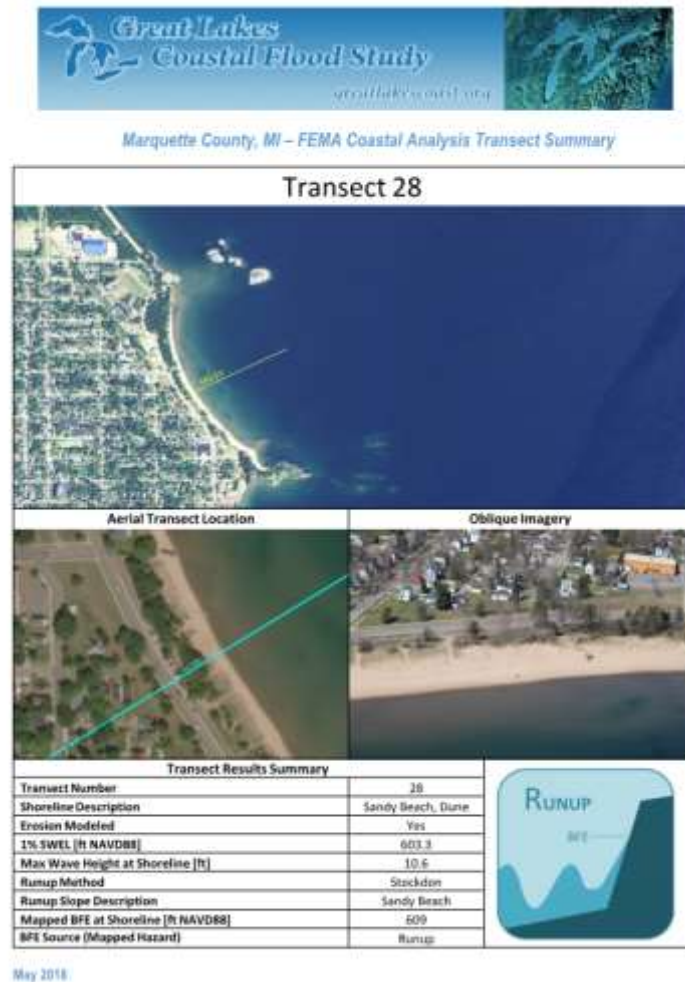 Great Lakes
Coastal Flood Study
greatlakescoast.org
Marquette County, MI – FEMA Coastal Analysis Transect Summary
Transect 28
Aerial Transect Location
Oblique Imagery
Transect Results Summary
Transect Number 28
Shoreline Description Sandy Beach, Dune
Erosion Modeled Yes
1% SWEL [ft NAVD88] 603.3
Max Wave Height at Shoreline [ft] 10.6
Runup Method Stockdon
Runup Slope Description Sandy Beach
Mapped BFE at Shoreline [ft NAVD88] 609
BFE Source (Mapped Hazard) Runup
RUNUP
BFE
May 2018